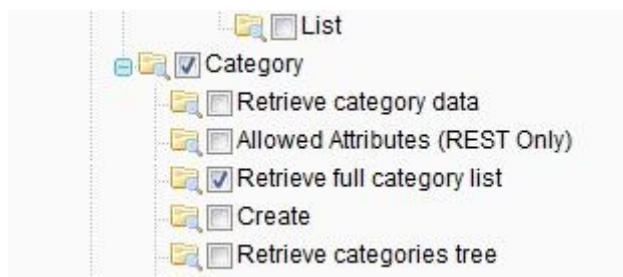 List
Category
Retrieve category data
Allowed Attributes (REST Only)
Retrieve full category list
Create
Retrieve categories tree